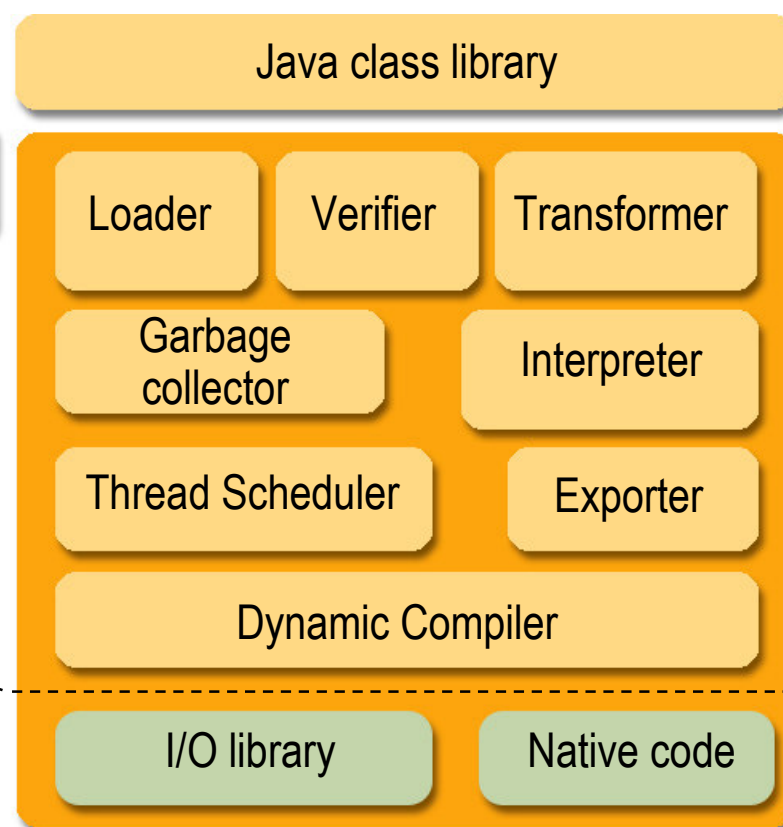 Java class library
Loader
Verifier
Transformer
Garbage
collector
Interpreter
Thread Scheduler
Exporter
Dynamic Compiler
I/O library
Native code